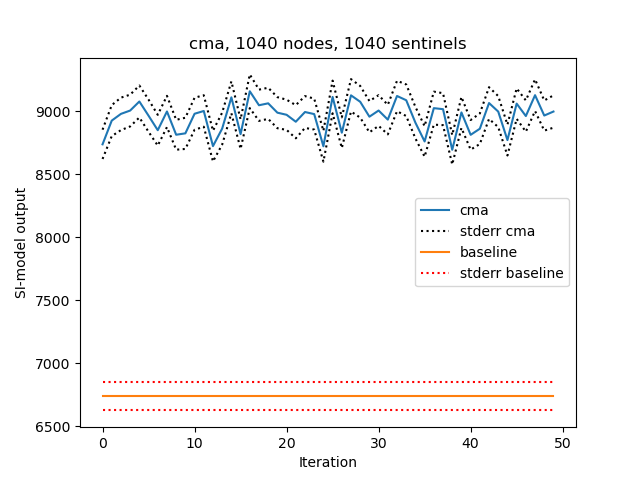 cma, 1040 nodes, 1040 sentinels
SI-model output
9000
8500
8000
7500
7000
6500
cma
stderr cma
baseline
stderr baseline
0 10 20 30 40 50
Iteration